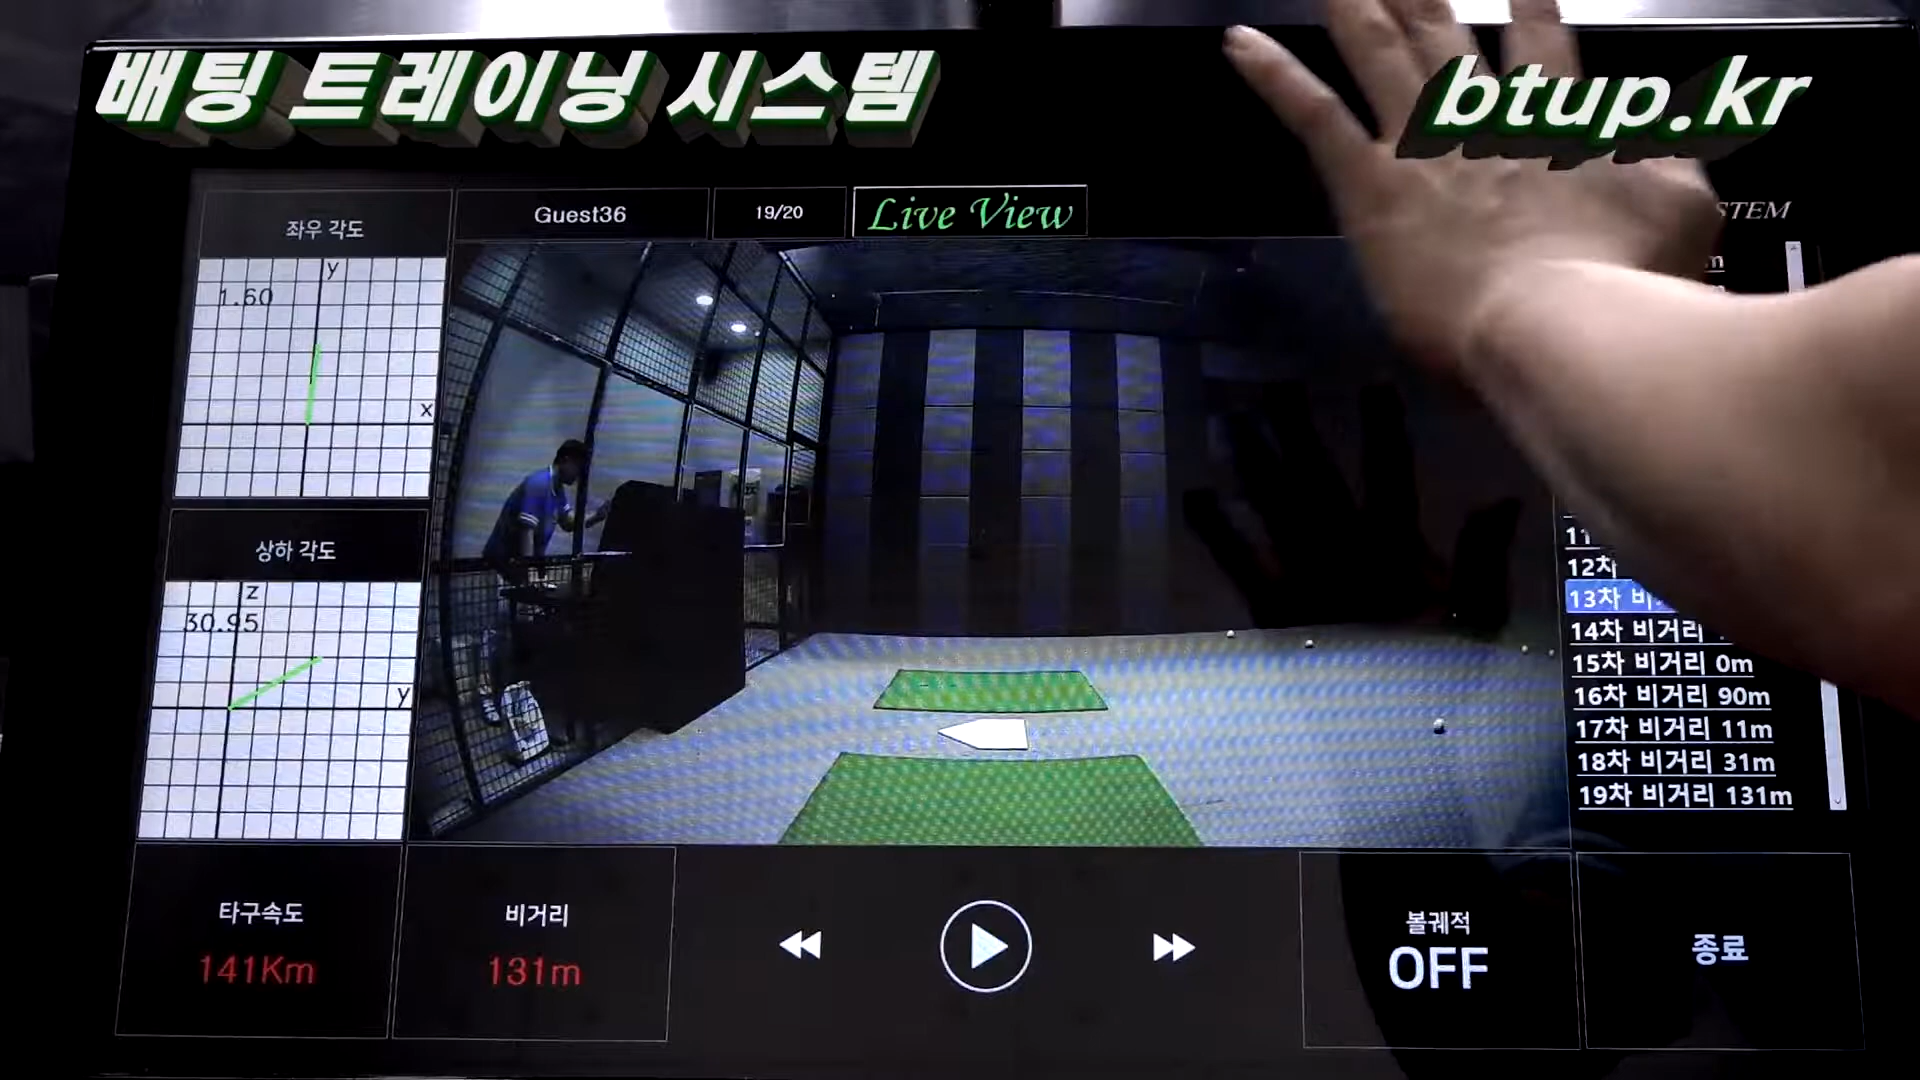 배팅 트레이닝 시스템
btup.kr
좌우 각도
Guest36
19/20
Live View
y
1.60
x
상하 각도
z
30.95
y
12차
13차
14차 비거리
15차 비거리 0m
16차 비거리 90m
17차 비거리 11m
18차 비거리 31m
19차 비거리 131m
타구속도
141Km
비거리
131m
볼궤적
OFF
종료